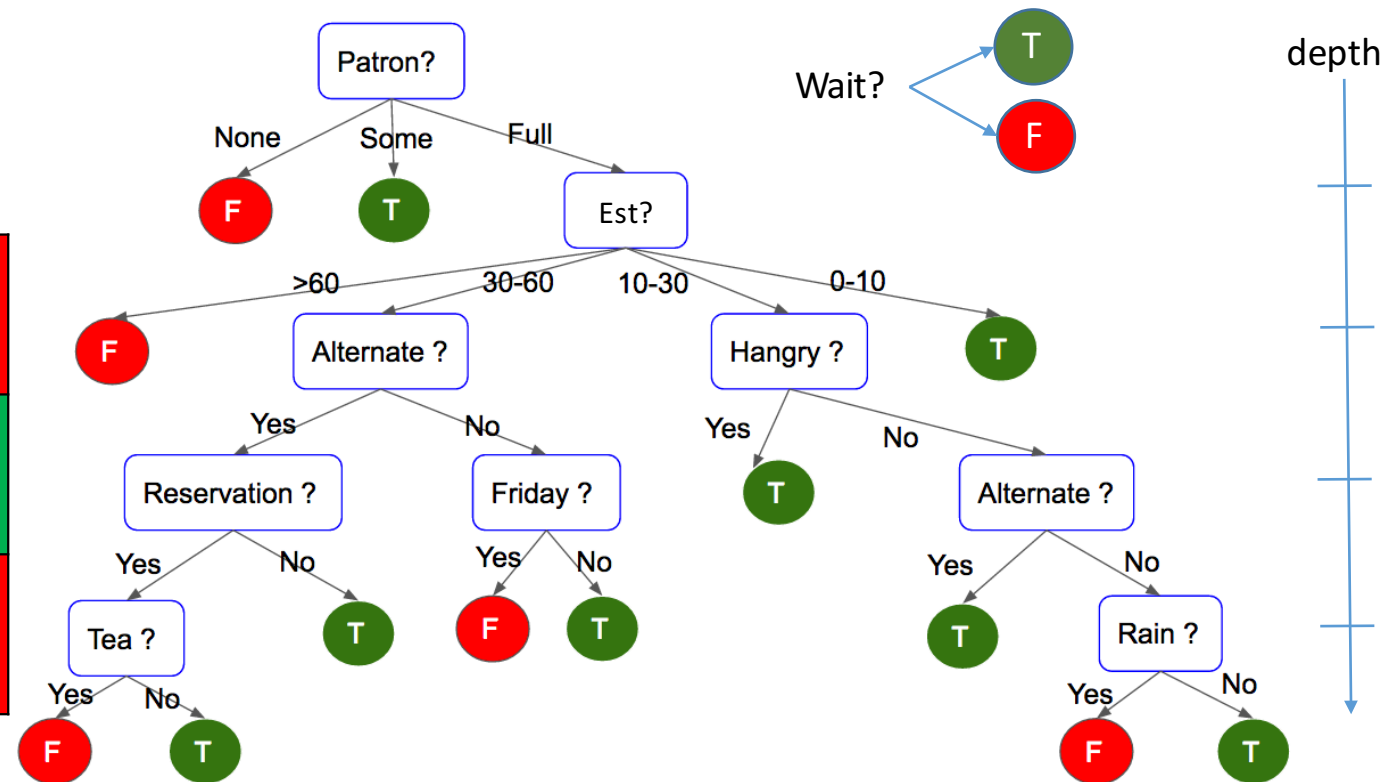 Patron?
Wait?
T
F
depth
None
Some
Full
F
T
Est?
>60
30-60
10-30
0-10
F
Alternate ?
Hangry ?
T
Yes
No
Yes
No
Reservation ?
Friday ?
T
Alternate ?
Yes
No
Yes
No
Yes
No
Tea ?
T
F
T
T
Rain ?
Yes
No
Yes
No
F
T
F
T